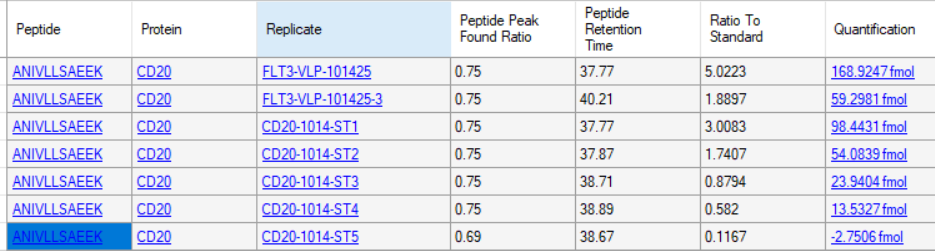 Peptide Protein Replicate Peptide Peak Found Ratio Peptide Retention Time Ratio To Standard Quantification
ANIVLLSAEEK CD20 FLT3-VLP-101425 0.75 37.77 5.0223 168.9247 fmol
ANIVLLSAEEK CD20 FLT3-VLP-101425-3 0.75 40.21 1.8897 59.2981 fmol
ANIVLLSAEEK CD20 CD20-1014-ST1 0.75 37.77 3.0083 98.4431 fmol
ANIVLLSAEEK CD20 CD20-1014-ST2 0.75 37.87 1.7407 54.0839 fmol
ANIVLLSAEEK CD20 CD20-1014-ST3 0.75 38.71 0.8794 23.9404 fmol
ANIVLLSAEEK CD20 CD20-1014-ST4 0.75 38.89 0.582 13.5327 fmol
ANIVLLSAEEK CD20 CD20-1014-ST5 0.69 38.67 0.1167 -2.7506 fmol